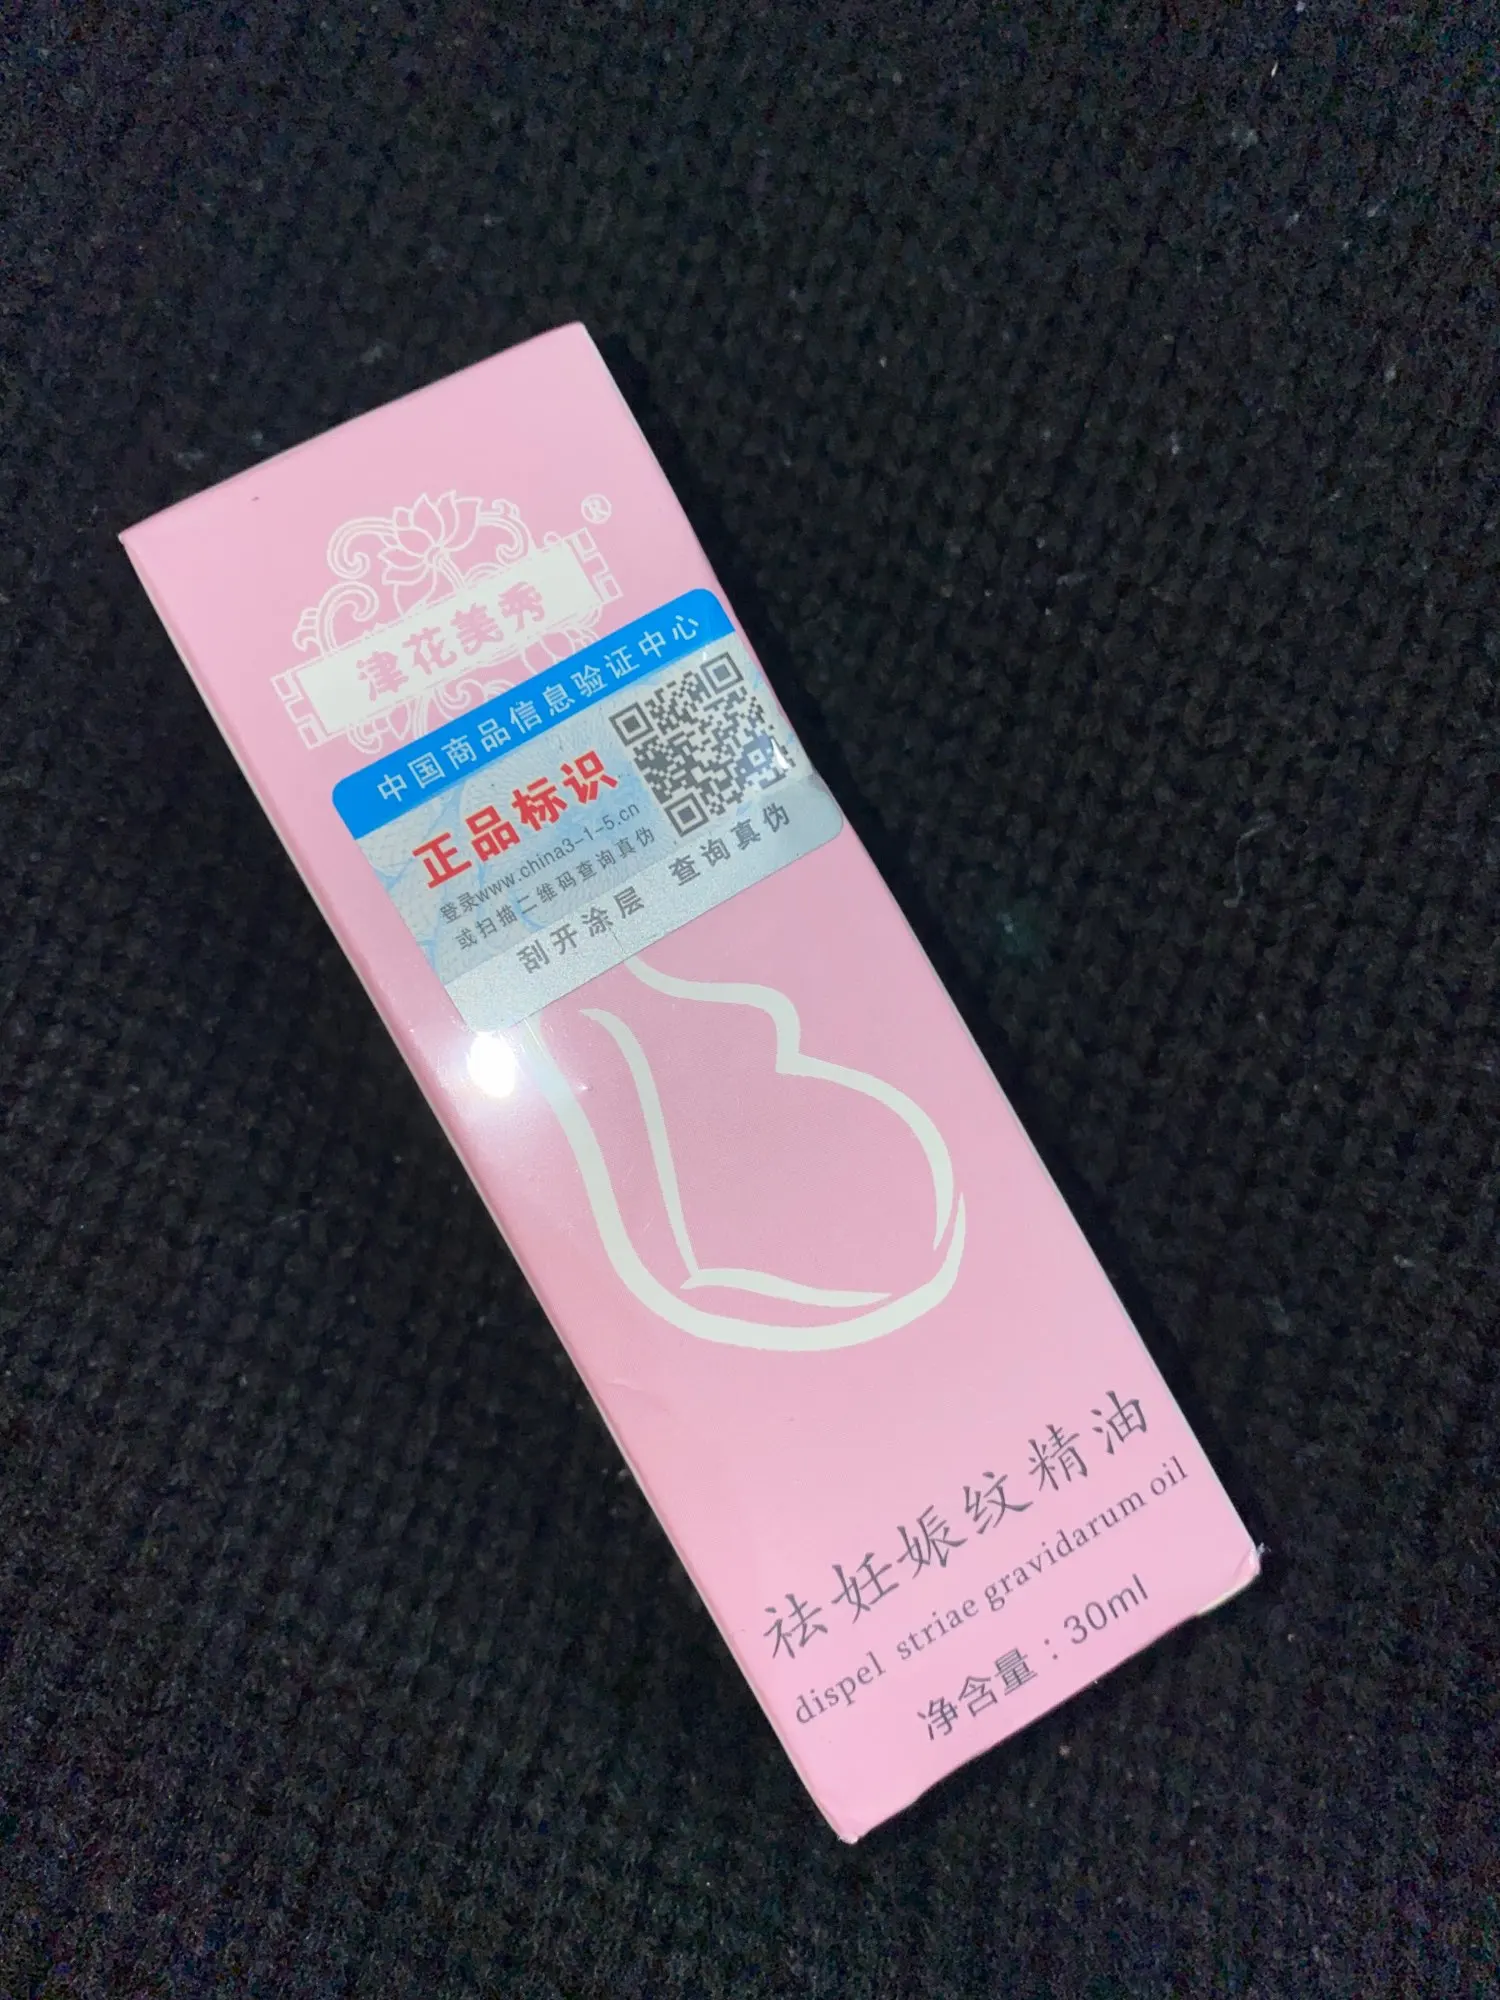 ®
津花美秀
中国商品信息验证中心
正品标识
登录www.china3-1-5.cn
或扫描二维码查询真伪
刮开涂层 查询真伪
祛妊娠纹精油
dispel striae gravidarum oil
净含量：30ml